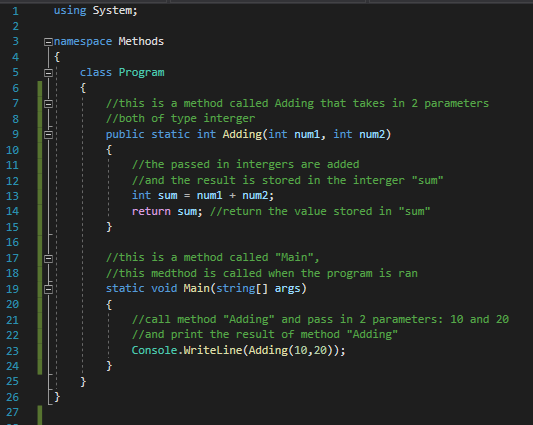 1 using System;
2
3 namespace Methods
4 {
5 class Program
6 {
7 //this is a method called Adding that takes in 2 parameters
8 //both of type interger
9 public static int Adding(int num1, int num2)
10 {
11 //the passed in intergers are added
12 //and the result is stored in the interger "sum"
13 int sum = num1 + num2;
14 return sum; //return the value stored in "sum"
15 }
16
17 //this is a method called "Main",
18 //this medthod is called when the program is ran
19 static void Main(string[] args)
20 {
21 //call method "Adding" and pass in 2 parameters: 10 and 20
22 //and print the result of method "Adding"
23 Console.WriteLine(Adding(10,20));
24 }
25 }
26 }
27